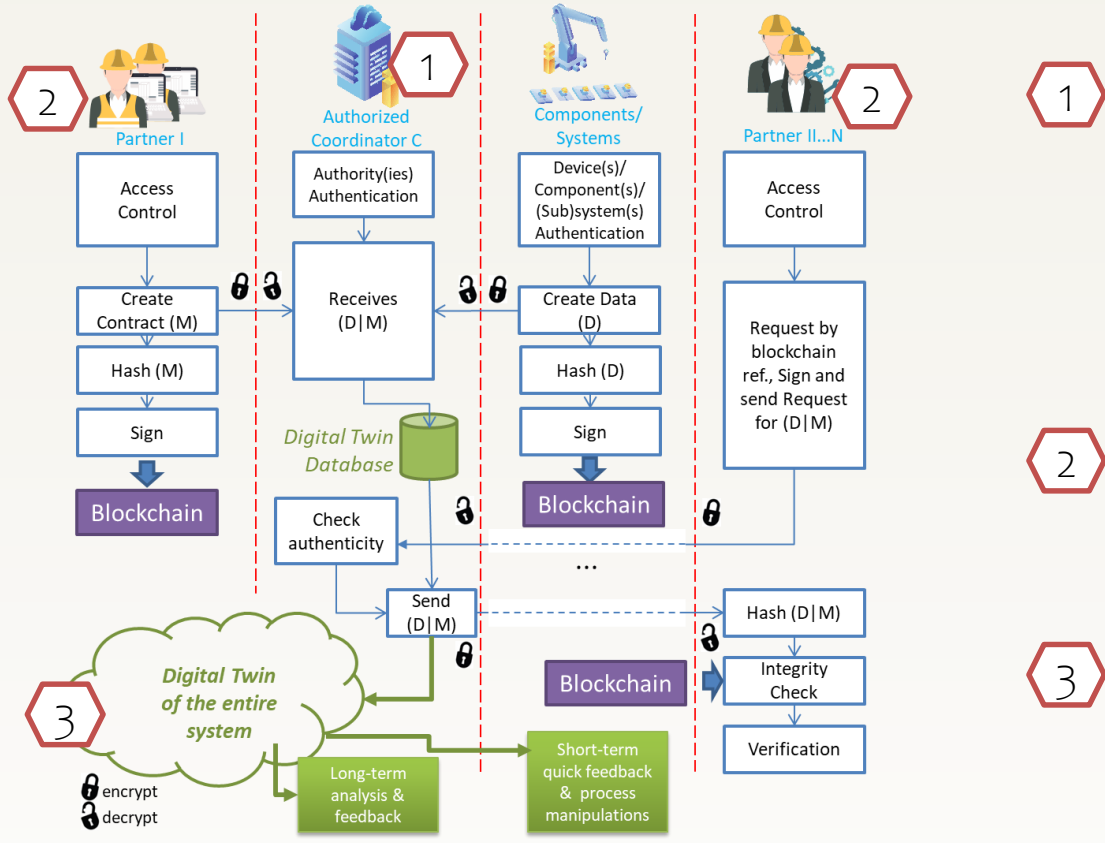 1
2
2
1
Partner I
Authorized
Coordinator C
Components/
Systems
Partner II...N
Access
Control
Authority(ies)
Authentication
Device(s)/
Component(s)/
(Sub)system(s)
Authentication
Access
Control
Create
Contract (M)
Receives
(D|M)
Create Data
(D)
Request by
blockchain
ref., Sign and
send Request
for (D|M)
Hash (M)
Hash (D)
Sign
Digital Twin
Database
Sign
2
Blockchain
Blockchain
Check
authenticity
...
Send
(D|M)
Hash (D|M)
Digital Twin
of the entire
system
3
Blockchain
Integrity
Check
3
Verification
Long-term
analysis &
feedback
Short-term
quick feedback
& process
manipulations
encrypt
decrypt